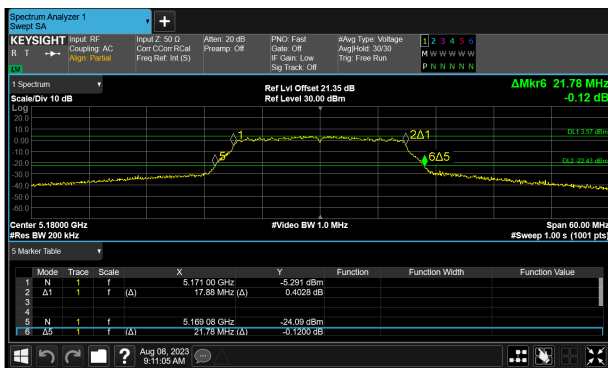 Spectrum Analyzer 1
Swept SA
KEYSIGHT Input: RF Input Z: 50 Ω Atten: 20 dB PNO: Fast #Avg Type: Voltage 1 2 3 4 5 6
R T Coupling: AC Corr CCorr RCal Preamp: Off Gate: Off Avg|Hold: 30/30 M W W W W W
Align: Partial Freq Ref: Int (S) IF Gain: Low Trig: Free Run P N N N N N
LVI Sig Track: Off
1 Spectrum Ref Lvl Offset 21.35 dB ΔMkr6 21.78 MHz
Scale/Div 10 dB Ref Level 30.00 dBm -0.12 dB
Log
20.0
10.0
DL1 3.57 dBm
1 2Δ1
0.00
-10.0
5 6Δ5
-20.0
DL2 -22.43 dBm
-30.0
-40.0
-50.0
-60.0
Center 5.18000 GHz #Video BW 1.0 MHz Span 60.00 MHz
#Res BW 200 kHz #Sweep 1.00 s (1001 pts)
5 Marker Table
Mode Trace Scale X Y Function Function Width Function Value
1 N 1 f 5.171 00 GHz -5.291 dBm
2 Δ1 1 f (Δ) 17.88 MHz (Δ) 0.4028 dB
3
4
5 N 1 f 5.169 08 GHz -24.09 dBm
6 Δ5 1 f (Δ) 21.78 MHz (Δ) -0.1200 dB
Aug 08, 2023
9:11:05 AM